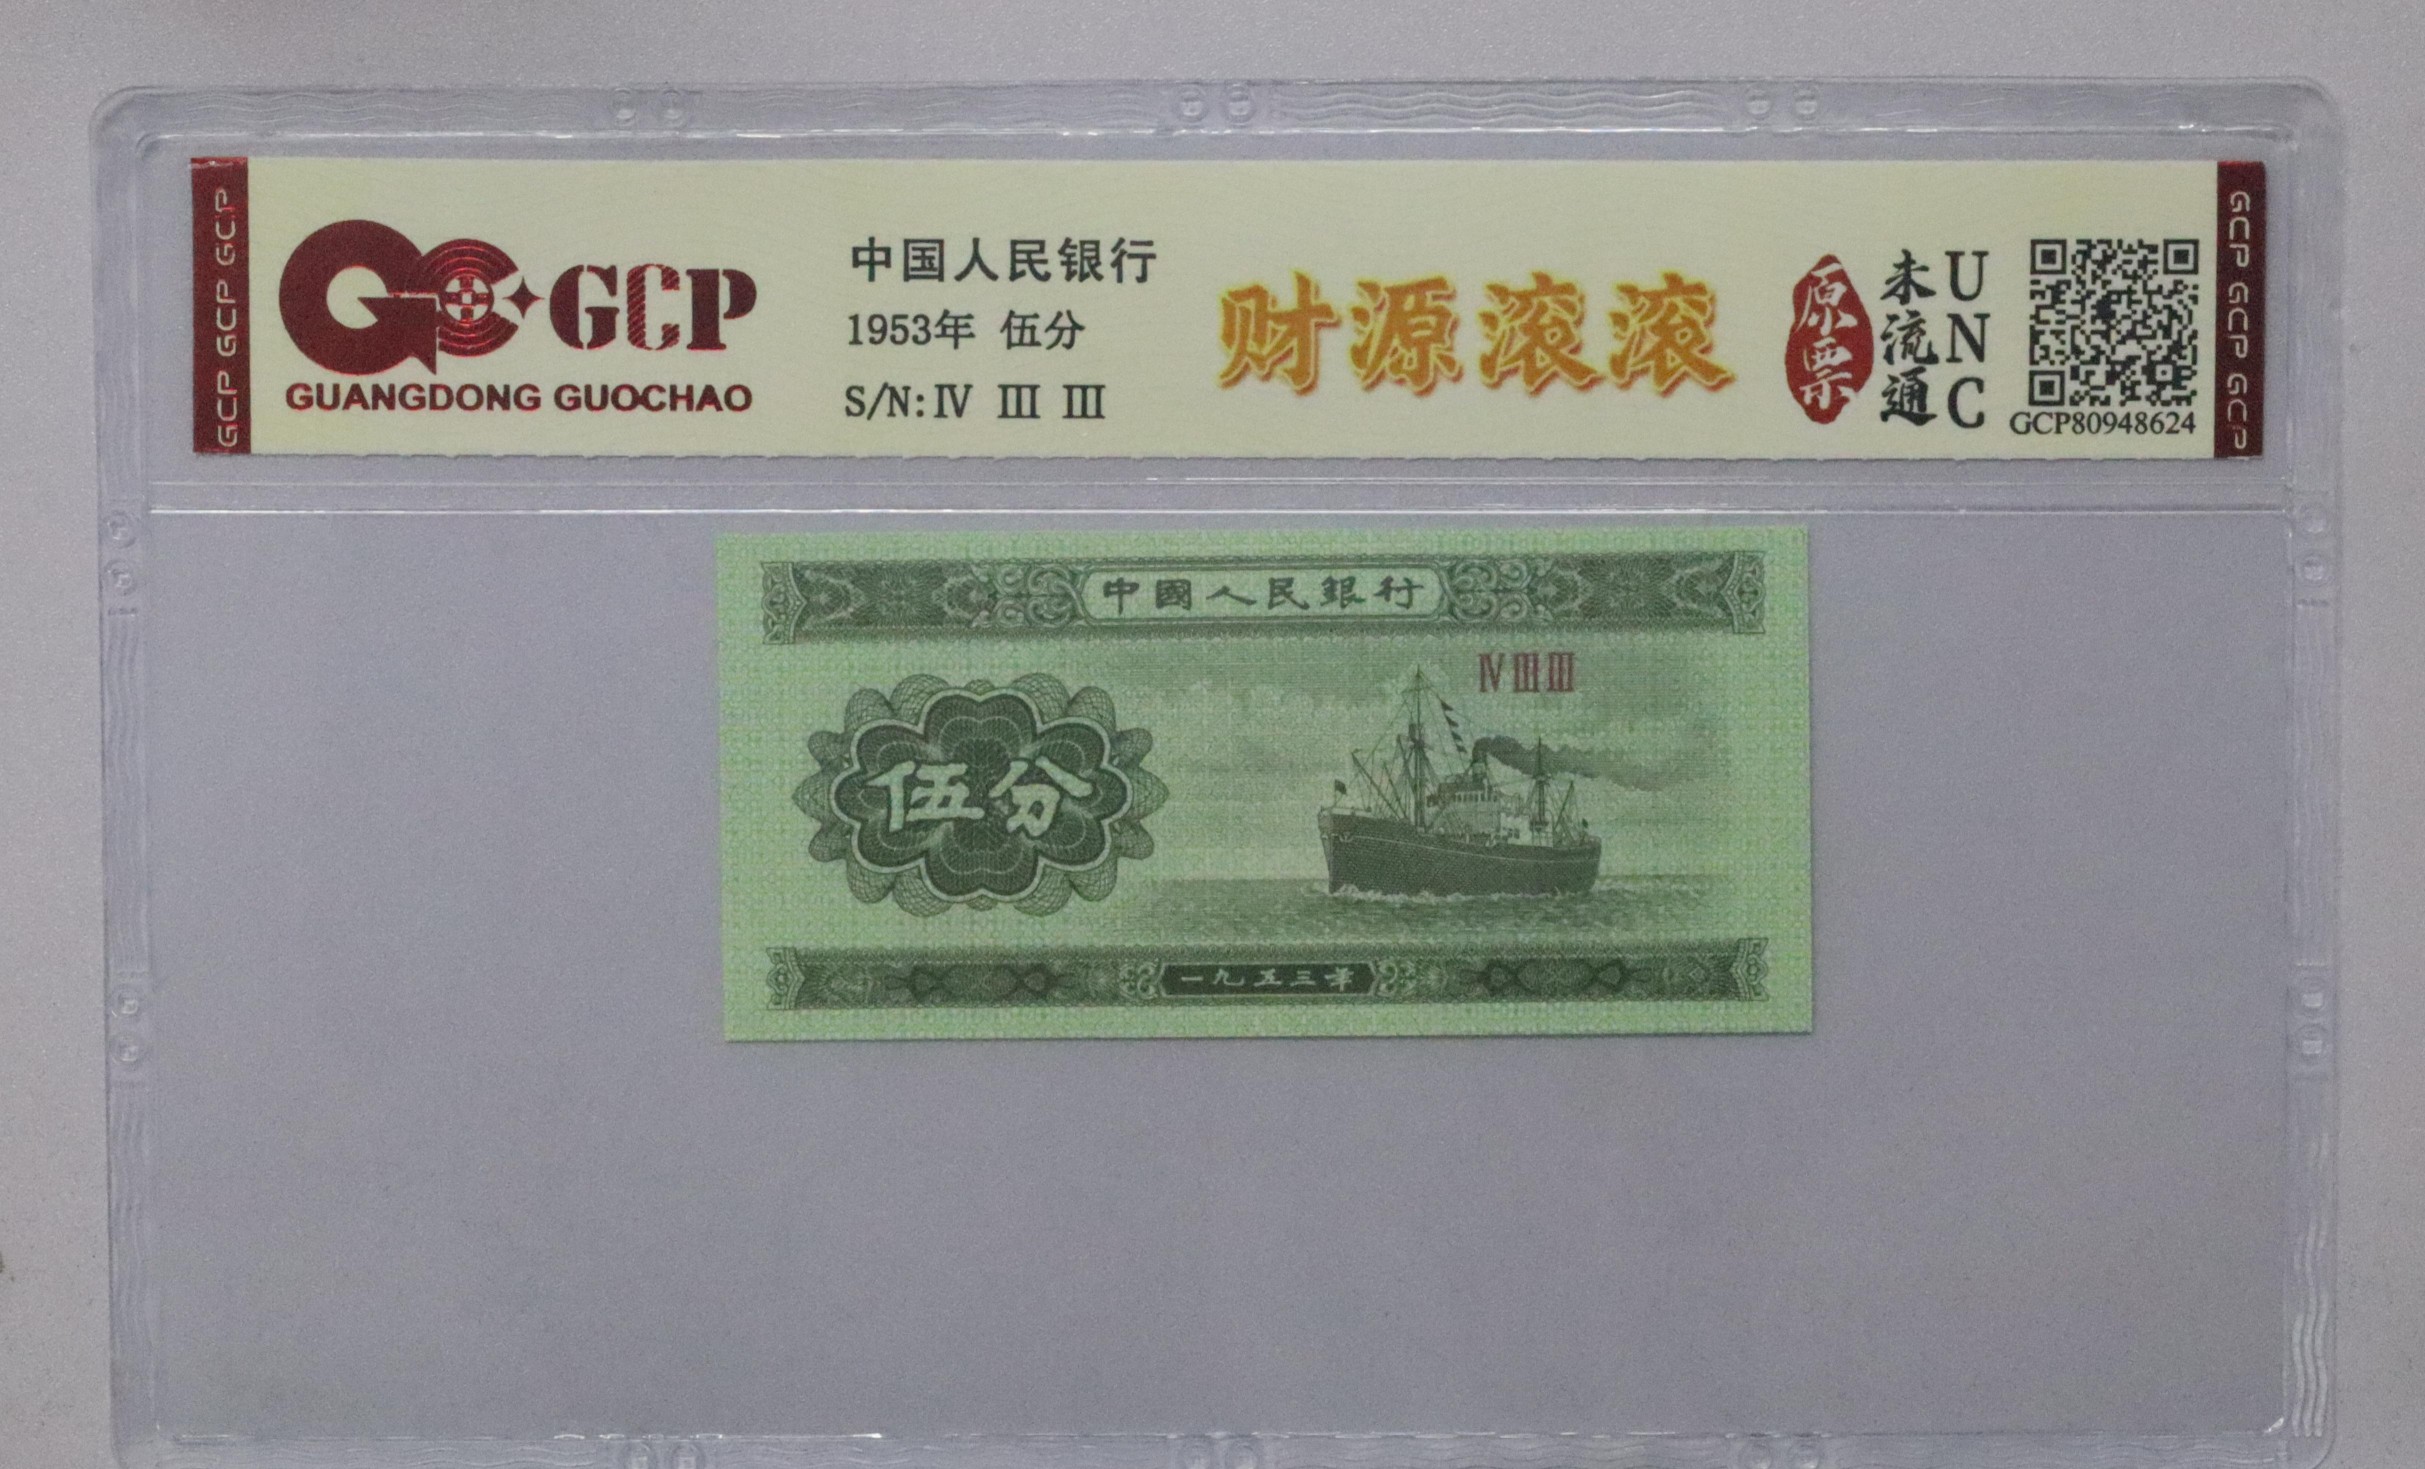 GCP GCP GCP
GCP
GUANGDONG GUOCHAO
中国人民银行
1953年 伍分
S/N: Ⅳ Ⅲ Ⅲ
财源滚滚
原票
未流通
UNC
GCP80948624
GCP GCP GCP
中國人民銀行
Ⅳ Ⅲ Ⅲ
伍分
一九五三年